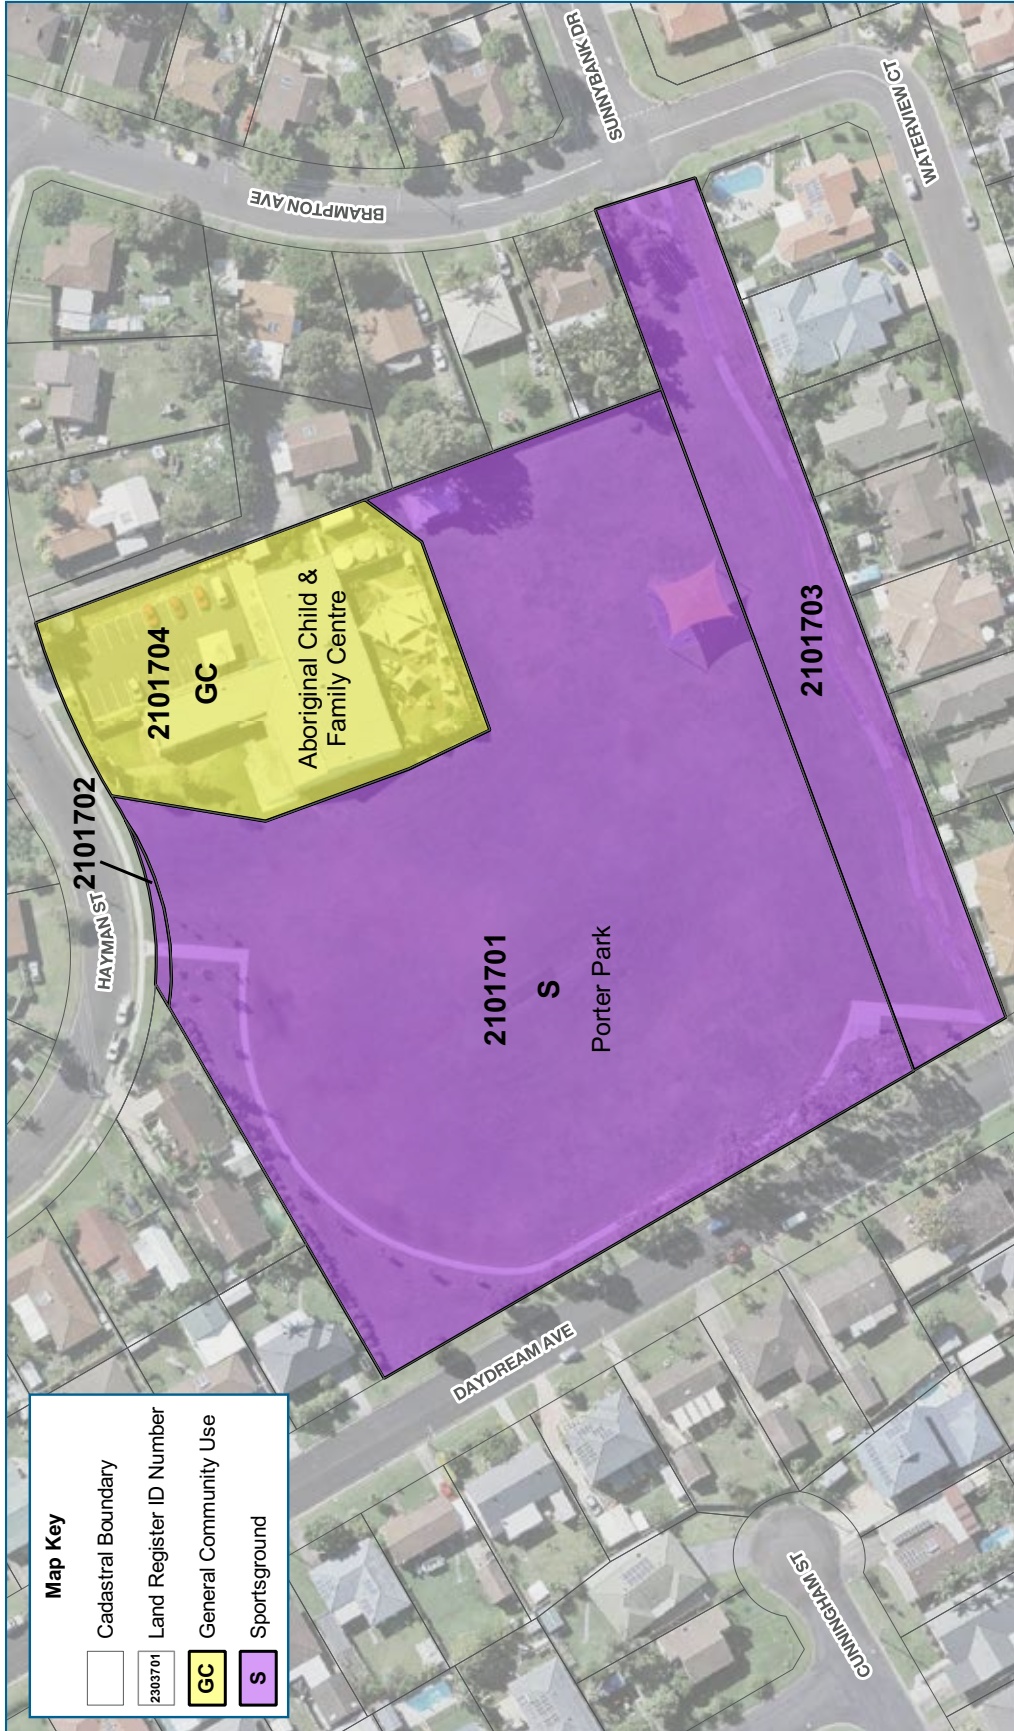 Map Key
Cadastral Boundary
2303701
Land Register ID Number
GC
General Community Use
S
Sportsground
HAYMAN ST
2101702
2101704
GC
Aboriginal Child &
Family Centre
BRAMPTON AVE
SUNNYBANK DR
WATERVIEW CT
2101701
S
Porter Park
2101703
DAYDREAM AVE
CUNNINGHAM ST